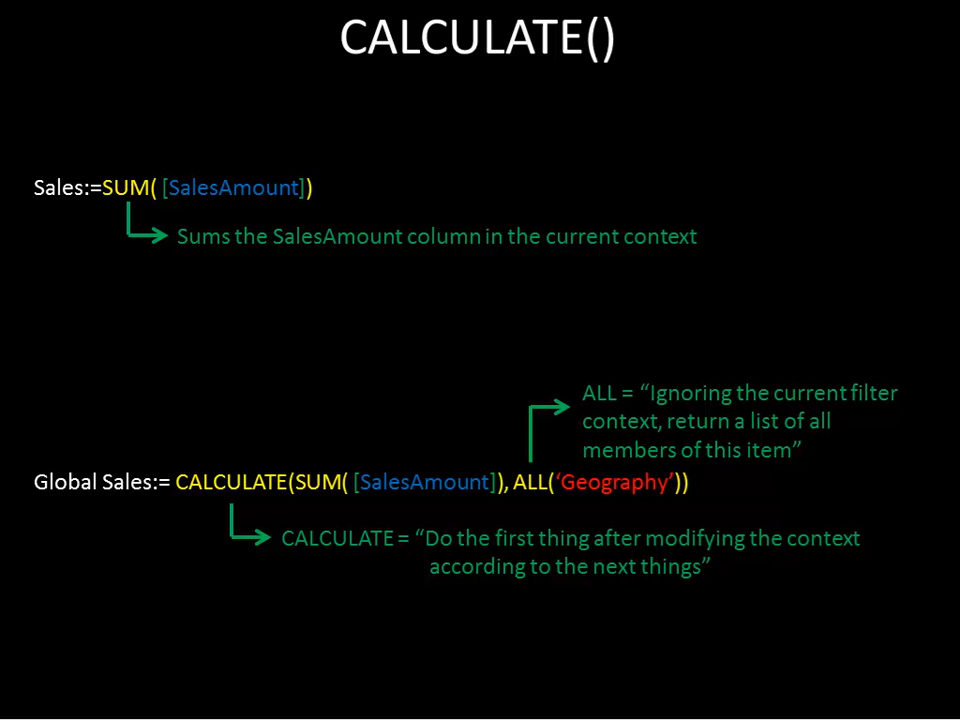 CALCULATE()
Sales:=SUM( [SalesAmount])
Sums the SalesAmount column in the current context
ALL = “Ignoring the current filter
context, return a list of all
members of this item”
Global Sales:= CALCULATE(SUM( [SalesAmount]), ALL(‘Geography’))
CALCULATE = “Do the first thing after modifying the context
according to the next things”